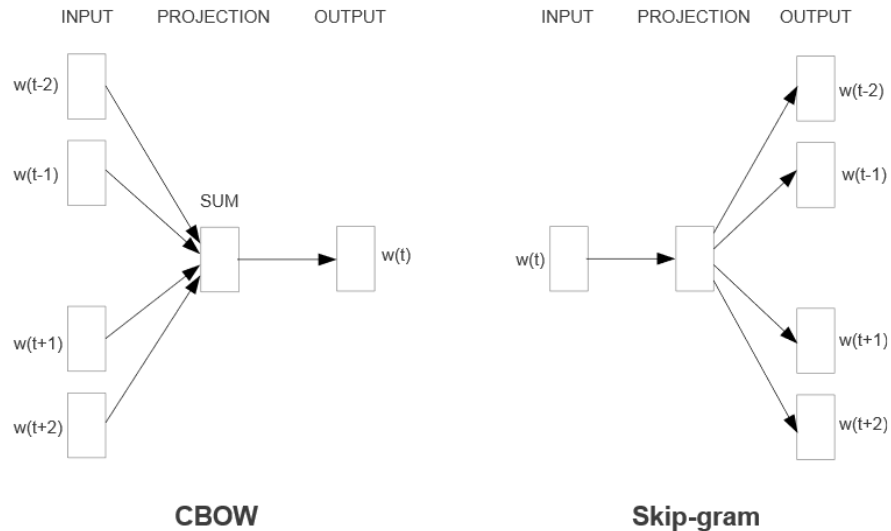 INPUT PROJECTION OUTPUT
w(t-2)
w(t-1)
SUM
w(t)
w(t+1)
w(t+2)
CBOW
INPUT PROJECTION OUTPUT
w(t-2)
w(t-1)
w(t)
w(t+1)
w(t+2)
Skip-gram